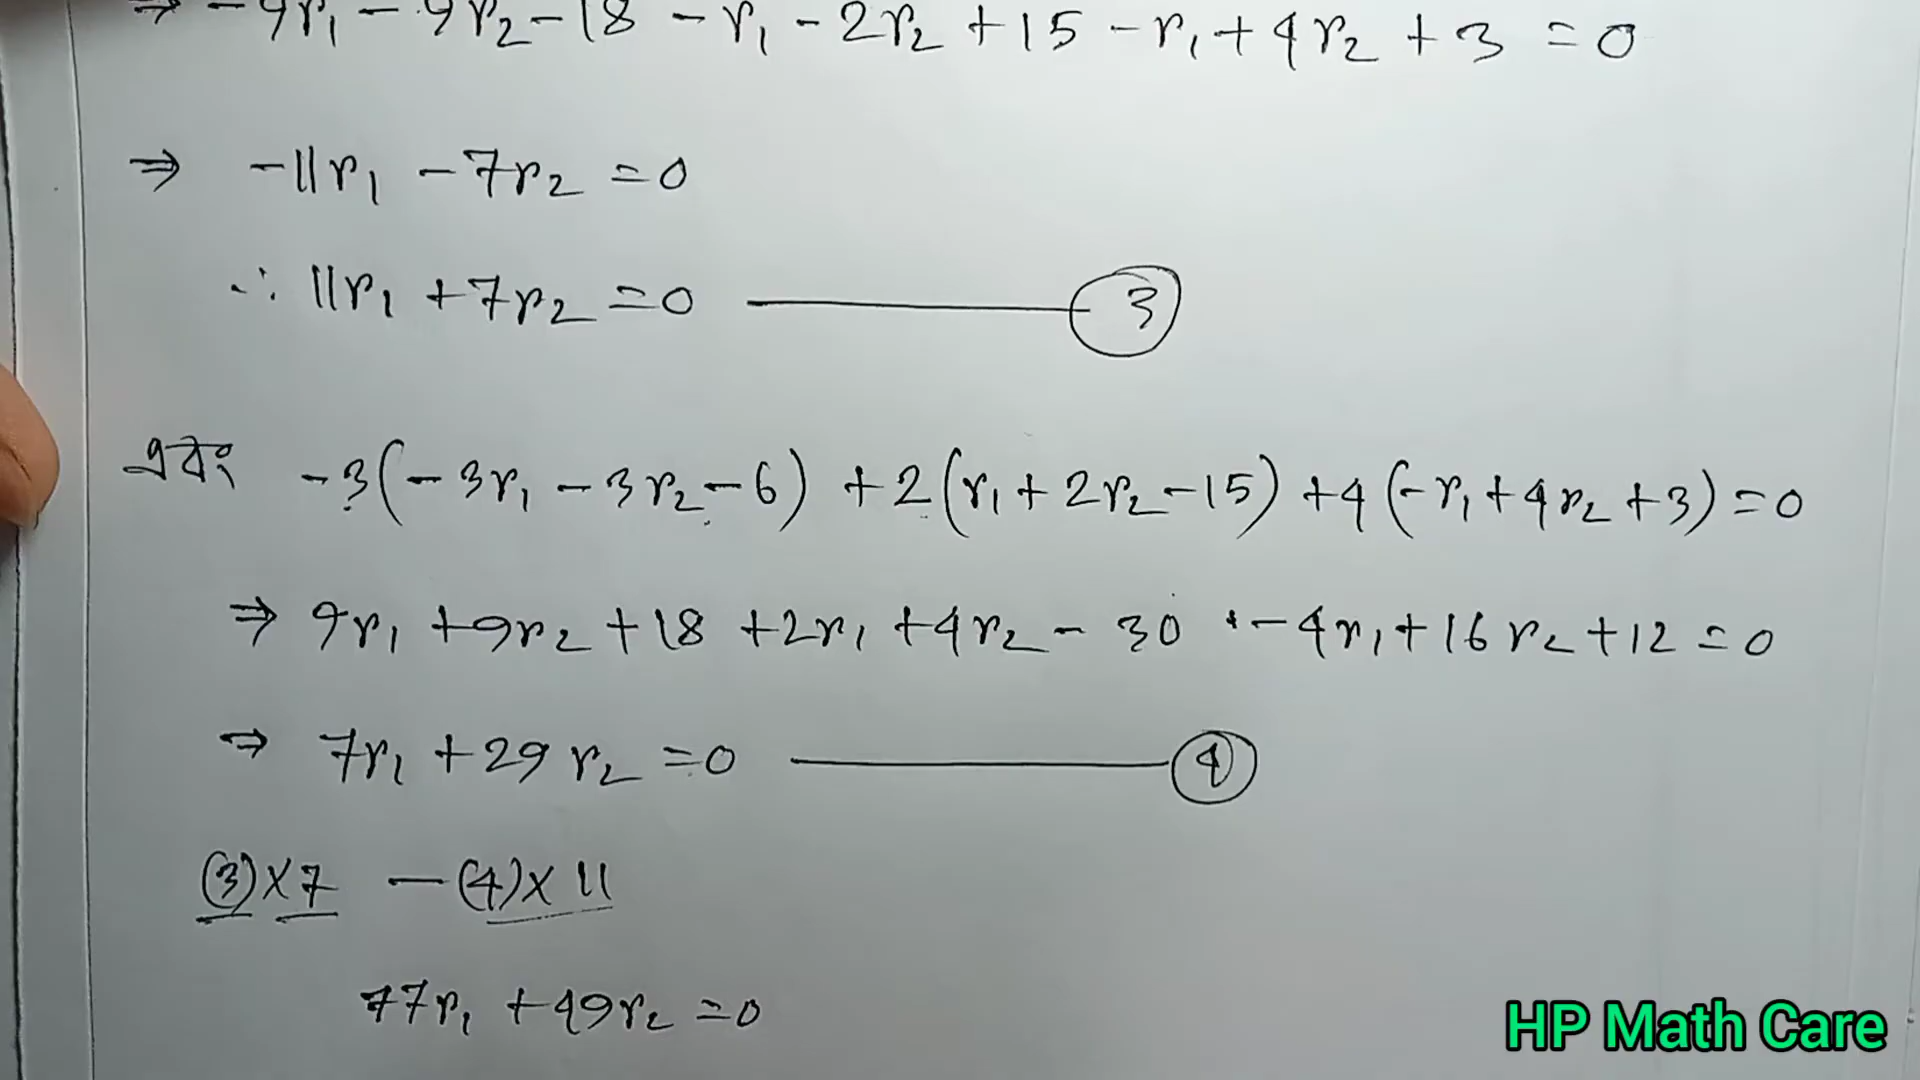 ⇒ -9r₁ - 9r₂ - 18 - r₁ - 2r₂ + 15 - r₁ + 4r₂ + 3 = 0
⇒ -11r₁ - 7r₂ = 0
∴ 11r₁ + 7r₂ = 0 ——— 3
এবং -3(-3r₁ - 3r₂ - 6) + 2(r₁ + 2r₂ - 15) + 4(-r₁ + 4r₂ + 3) = 0
⇒ 9r₁ + 9r₂ + 18 + 2r₁ + 4r₂ - 30 - 4r₁ + 16r₂ + 12 = 0
⇒ 7r₁ + 29r₂ = 0 ——— 4
(3)×7 - (4)×11
77r₁ + 49r₂ = 0
HP Math Care